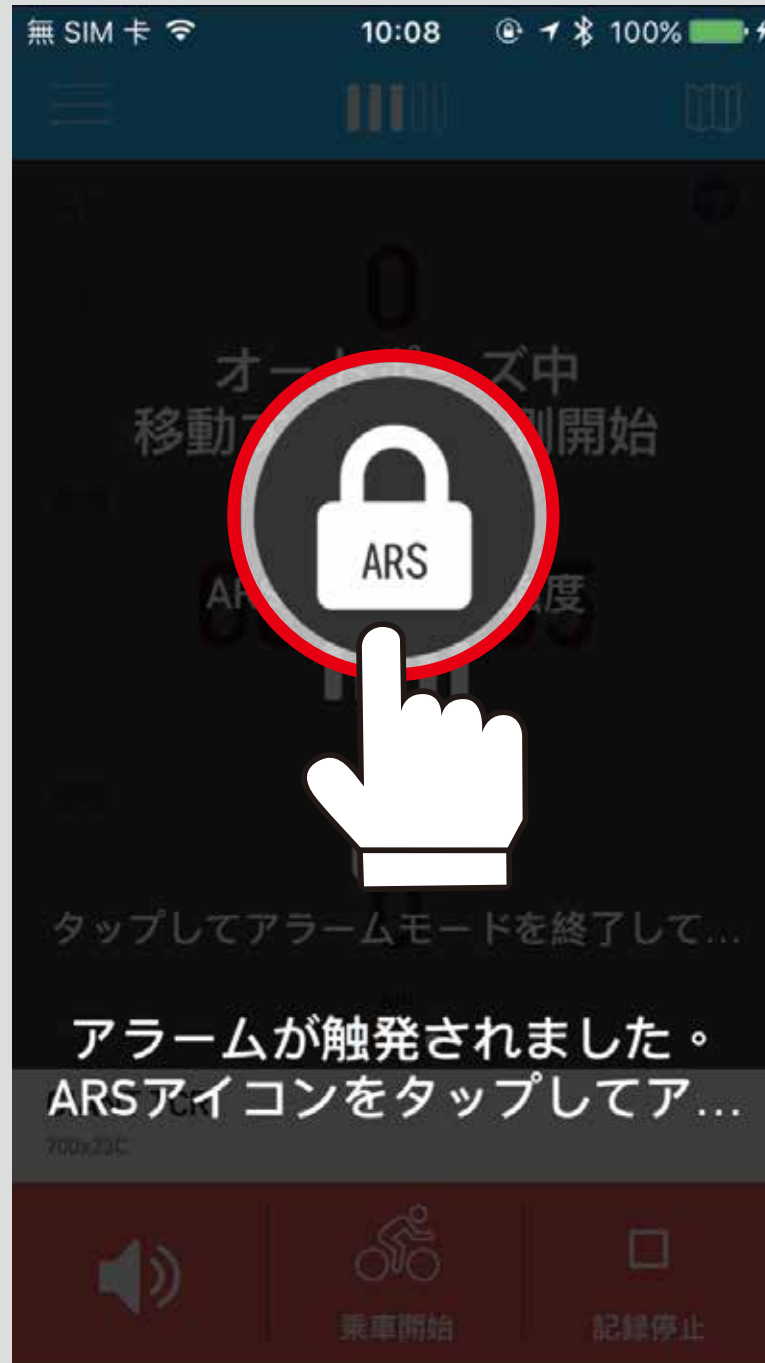 無 SIM 卡
10:08
100%
0
オート
ズ中
移動
開始
ARS
度
タップしてアラームモードを終了して...
アラームが触発されました。
ARSアイコンをタップしてア...
TCR
700x23C
乗車開始
記録停止